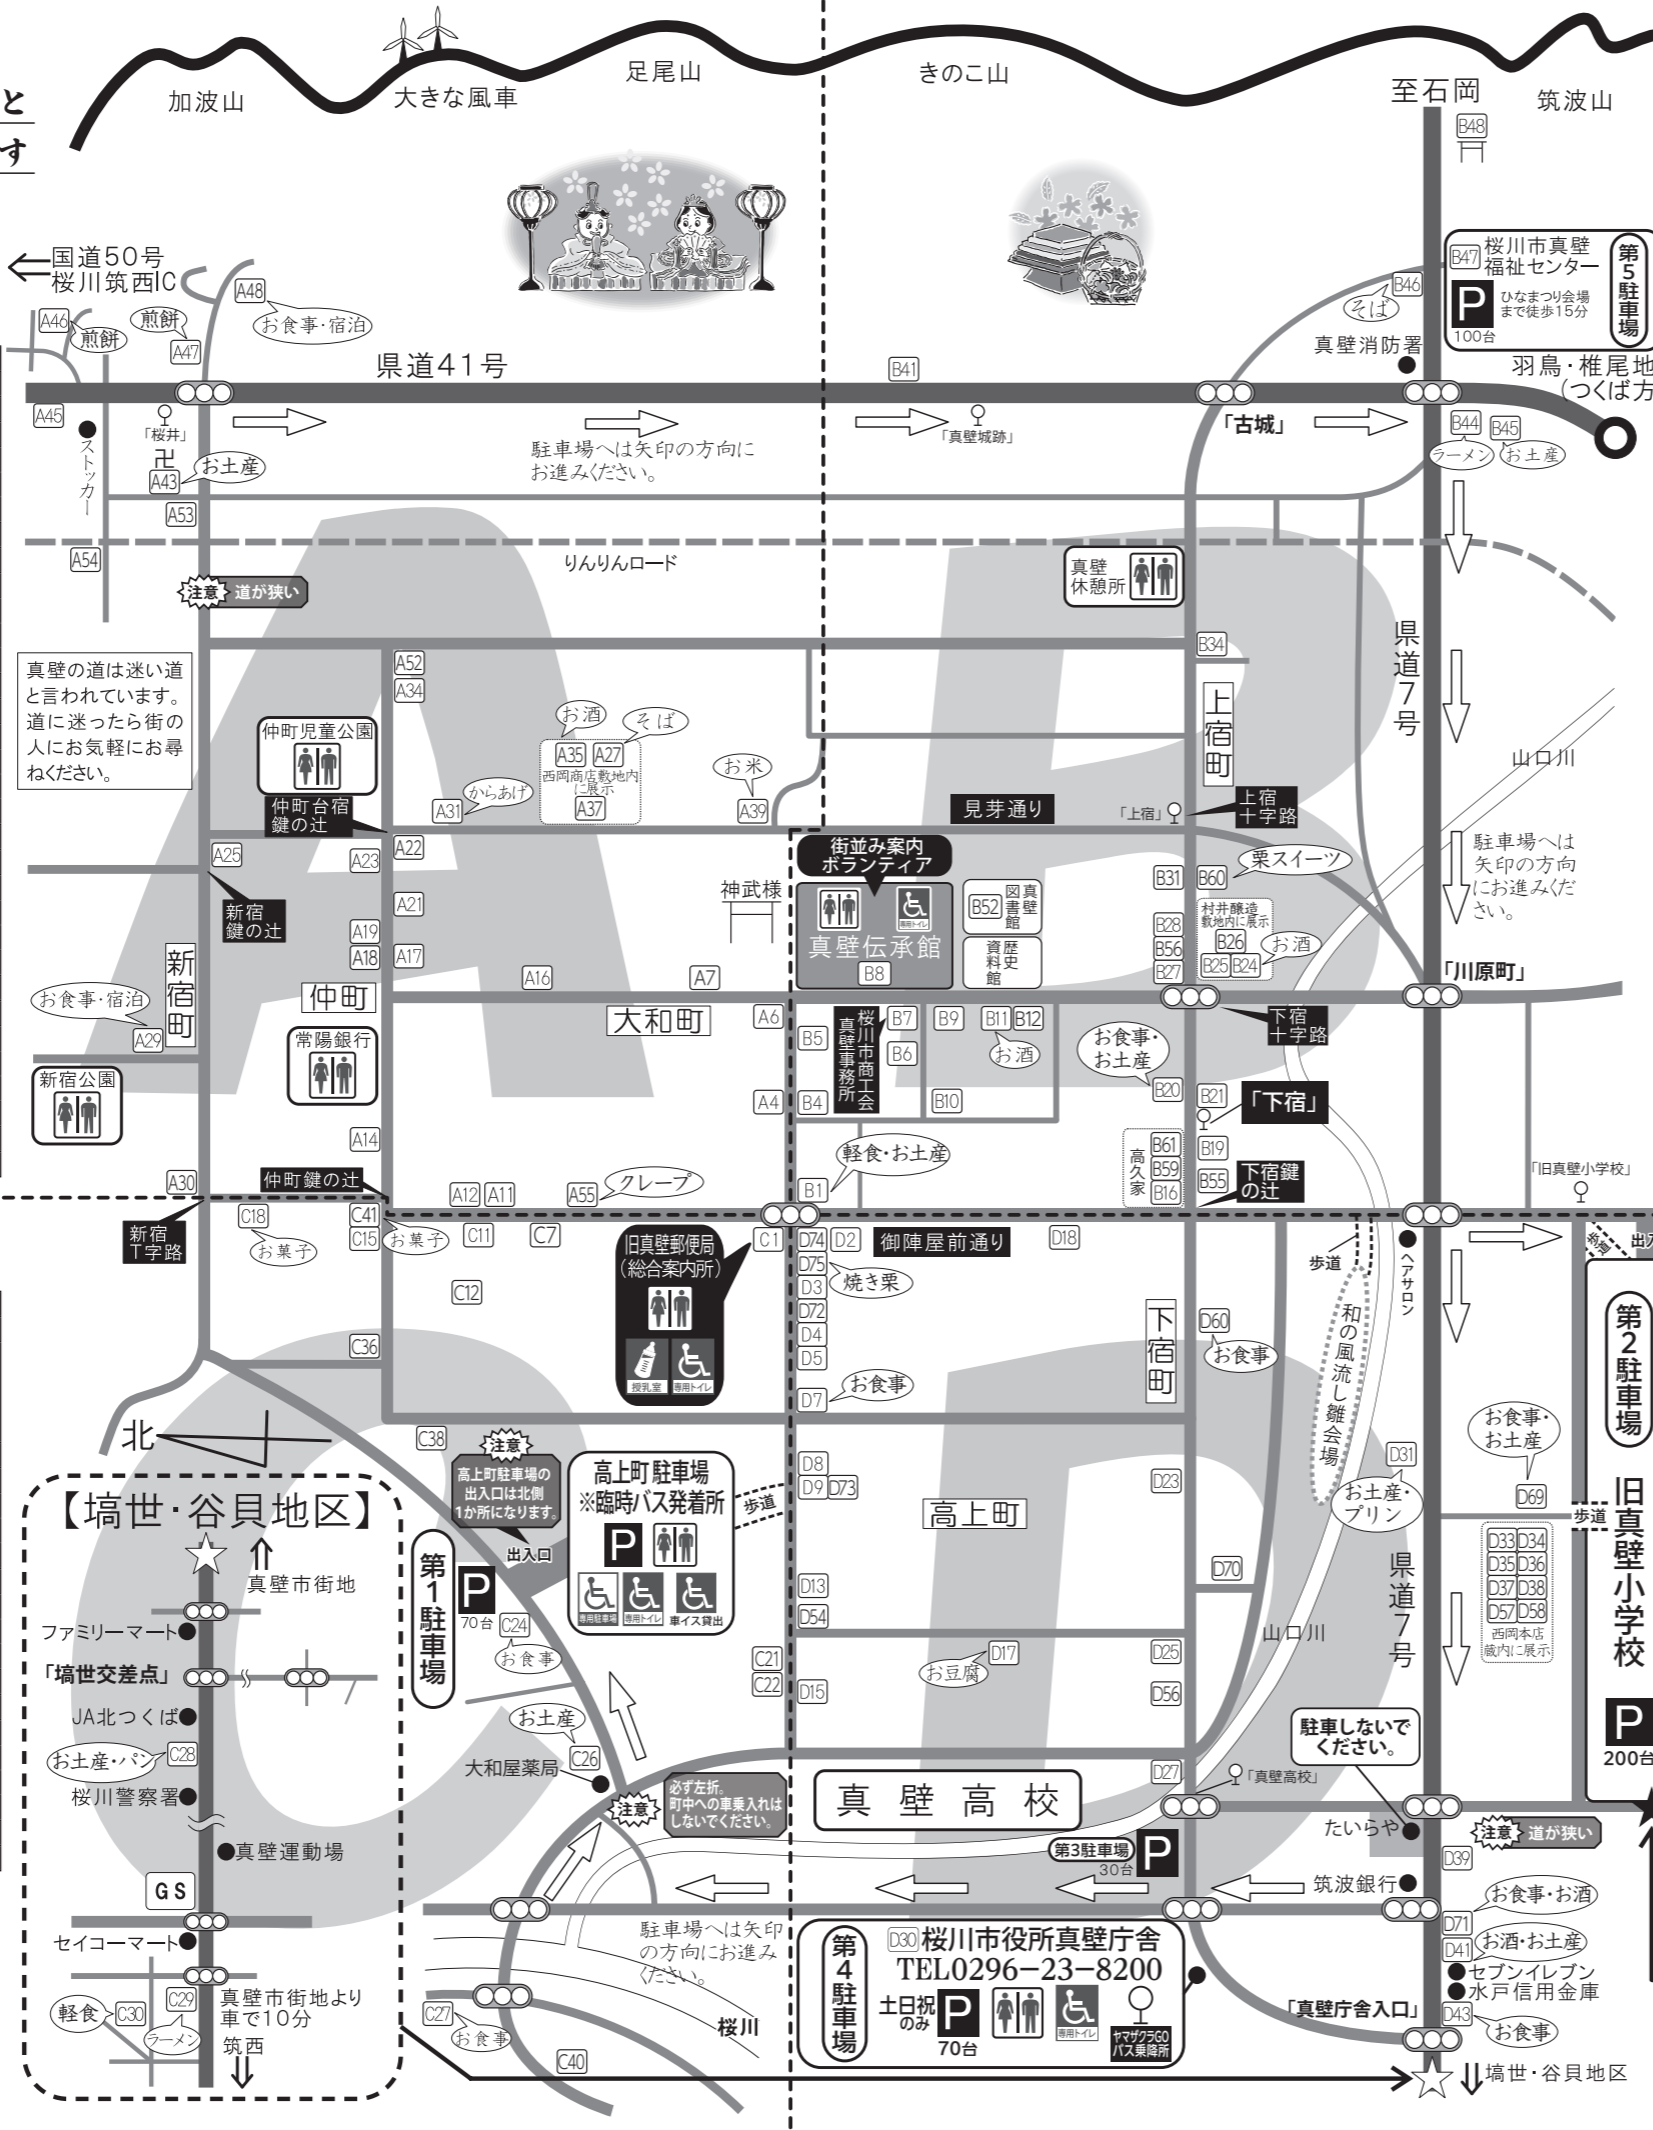 と
す
加波山
大きな風車
足尾山
きのこ山
至石岡
筑波山
B48
国道50号
桜川筑西IC
A48
お食事・宿泊
A46
煎餅
煎餅
A47
県道41号
B41
B46
そば
真壁消防署
B47
桜川市真壁
福祉センター
P
100台
ひなまつり会場
まで徒歩15分
第5駐車場
羽鳥・椎尾地
(つくば方
A45
ストッカー
「桜井」
卍
A43
お土産
A53
A54
駐車場へは矢印の方向に
お進みください。
「真壁城跡」
「古城」
B44
B45
ラーメン
お土産
りんりんロード
真壁
休憩所
注意
道が狭い
A
B
C
D
真壁の道は迷い道
と言われています。
道に迷ったら街の
人にお気軽にお尋
ねください。
A52
A34
B34
上宿町
県道7号
山口川
仲町児童公園
仲町台宿
鍵の辻
お酒
そば
A35
A27
西岡商店敷地内
に展示
A37
からあげ
A31
お米
A39
見芽通り
「上宿」
上宿
十字路
A25
A23
A22
新宿
鍵の辻
A21
A19
A18
A17
神武様
街並み案内
ボランティア
専用トイレ
真壁伝承館
B8
B52
真壁
図書館
歴史
資料館
B31
B60
栗スイーツ
B28
B56
B27
村井醸造
敷地内に展示
B26
お酒
B25
B24
駐車場へは
矢印の方向
にお進みくだ
さい。
「川原町」
新宿町
仲町
A16
A7
大和町
お食事・宿泊
A29
新宿公園
常陽銀行
A6
B5
桜川市商工会
真壁事務所
B7
B6
B9
B11
B12
お酒
B10
下宿
十字路
お食事・
お土産
B20
B21
「下宿」
A4
B4
A14
軽食・お土産
B1
高久家
B61
B59
B16
B19
B55
下宿鍵
の辻
「旧真壁小学校」
A30
仲町鍵の辻
A12
A11
A55
クレープ
新宿
T字路
C18
お菓子
C41
C15
お菓子
C11
C7
旧真壁郵便局
(総合案内所)
授乳室
専用トイレ
C1
D74
D2
御陣屋前通り
D18
D75
焼き栗
D3
D72
D4
D5
D7
お食事
C12
C36
下宿町
D60
お食事
歩道
和の風流し雛会場
ヘアサロン
歩道
出入
第2駐車場
旧真壁小学校
P
200台
北
C38
注意
高上町駐車場の
出入口は北側
1か所になります。
出入口
高上町 駐車場
※臨時バス発着所
P
専用駐車場
専用トイレ
車イス貸出
歩道
D8
D9
D73
高上町
D23
D31
お土産・
プリン
お食事・
お土産
D69
歩道
D33
D34
D35
D36
D37
D38
D57
D58
西岡本店
蔵内に展示
第1駐車場
P
70台
C24
お食事
D13
D54
D70
県道7号
C21
C22
D15
お豆腐
D17
D25
D56
山口川
お土産
C26
大和屋薬局
注意
必ず左折。
町中への車乗入れは
しないでください。
真壁高校
D27
「真壁高校」
駐車しないで
ください。
たいらや
注意
道が狭い
第3駐車場
30台
P
筑波銀行
D39
お食事・お酒
D71
D41
お酒・お土産
セブンイレブン
水戸信用金庫
D43
お食事
「真壁庁舎入口」
塙世・谷貝地区
第4駐車場
D30
桜川市役所真壁庁舎
TEL0296−23−8200
土日祝
のみ
P
70台
専用トイレ
ヤマザクラGO
バス乗降所
駐車場へは矢印
の方向にお進み
ください。
桜川
C27
お食事
C40
【塙世・谷貝地区】
真壁市街地
ファミリーマート
「塙世交差点」
JA北つくば
お土産・パン
C28
桜川警察署
真壁運動場
GS
セイコーマート
軽食
C30
C29
ラーメン
真壁市街地より
車で10分
筑西